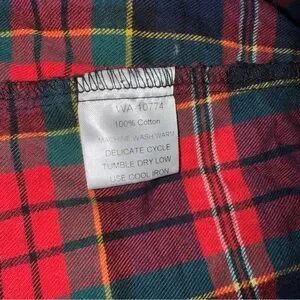 WA 10774
100% Cotton
MACHINE WASH WARM
DELICATE CYCLE
TUMBLE DRY LOW
USE COOL IRON